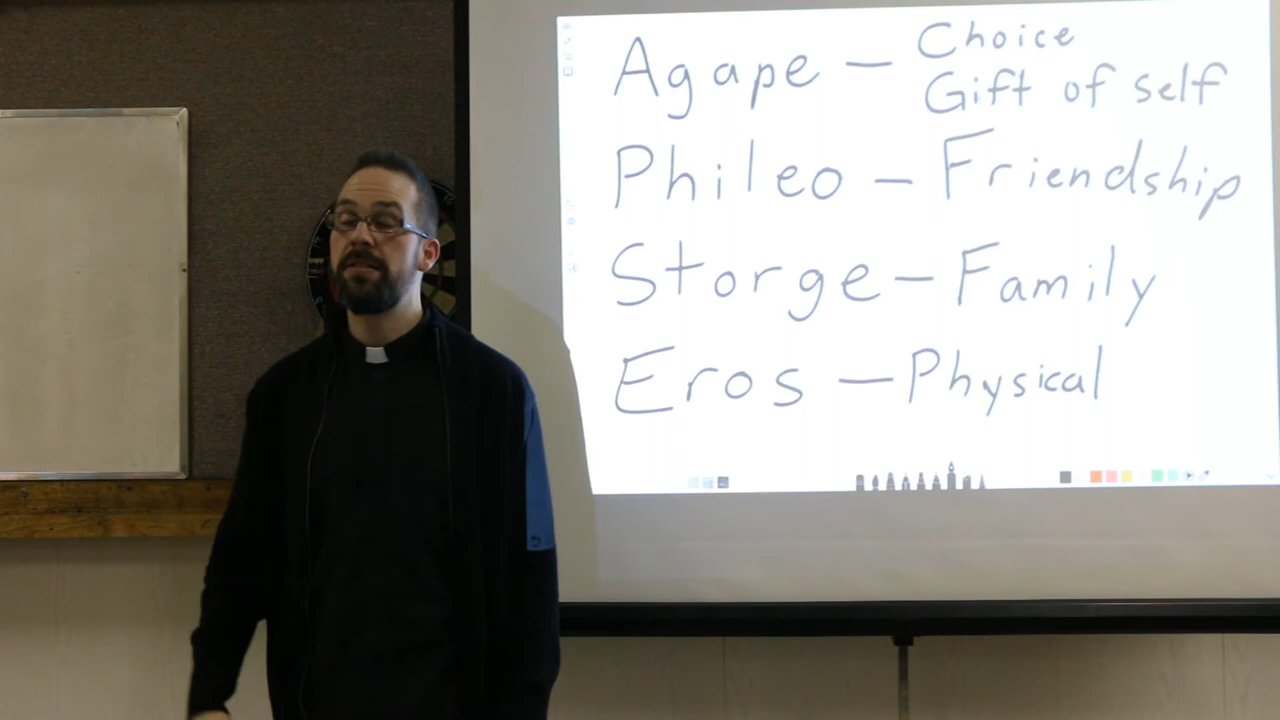 Agape — Choice
Gift of self
Phileo — Friendship
Storge — Family
Eros — Physical